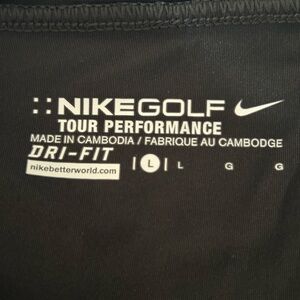 ::NIKEGOLF
TOUR PERFORMANCE
MADE IN CAMBODIA / FABRIQUE AU CAMBODGE
DRI-FIT | L | L G G
nikebetterworld.com